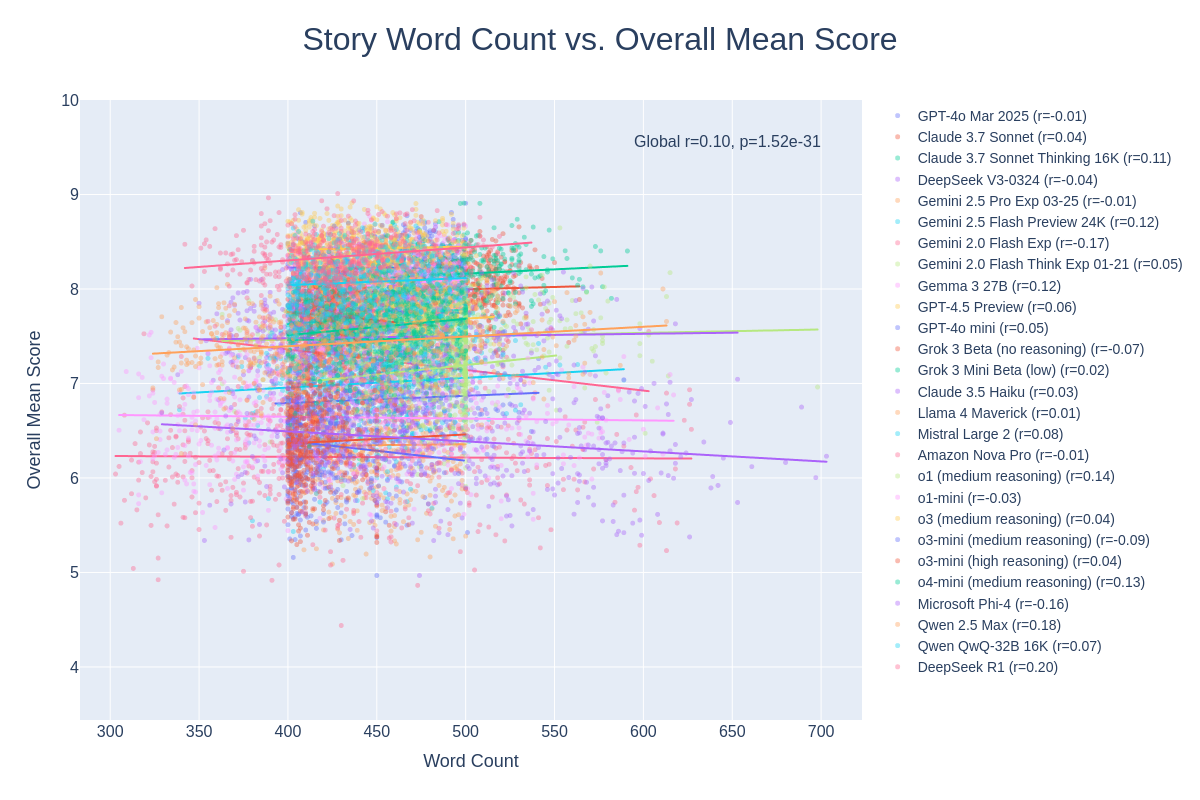 Story Word Count vs. Overall Mean Score
Global r=0.10, p=1.52e-31
Overall Mean Score
10
9
8
7
6
5
4
300 350 400 450 500 550 600 650 700
Word Count
GPT-4o Mar 2025 (r=-0.01)
Claude 3.7 Sonnet (r=0.04)
Claude 3.7 Sonnet Thinking 16K (r=0.11)
DeepSeek V3-0324 (r=-0.04)
Gemini 2.5 Pro Exp 03-25 (r=-0.01)
Gemini 2.5 Flash Preview 24K (r=0.12)
Gemini 2.0 Flash Exp (r=-0.17)
Gemini 2.0 Flash Think Exp 01-21 (r=0.05)
Gemma 3 27B (r=0.12)
GPT-4.5 Preview (r=0.06)
GPT-4o mini (r=0.05)
Grok 3 Beta (no reasoning) (r=-0.07)
Grok 3 Mini Beta (low) (r=0.02)
Claude 3.5 Haiku (r=0.03)
Llama 4 Maverick (r=0.01)
Mistral Large 2 (r=0.08)
Amazon Nova Pro (r=-0.01)
o1 (medium reasoning) (r=0.14)
o1-mini (r=-0.03)
o3 (medium reasoning) (r=0.04)
o3-mini (medium reasoning) (r=-0.09)
o3-mini (high reasoning) (r=0.04)
o4-mini (medium reasoning) (r=0.13)
Microsoft Phi-4 (r=-0.16)
Qwen 2.5 Max (r=0.18)
Qwen QwQ-32B 16K (r=0.07)
DeepSeek R1 (r=0.20)